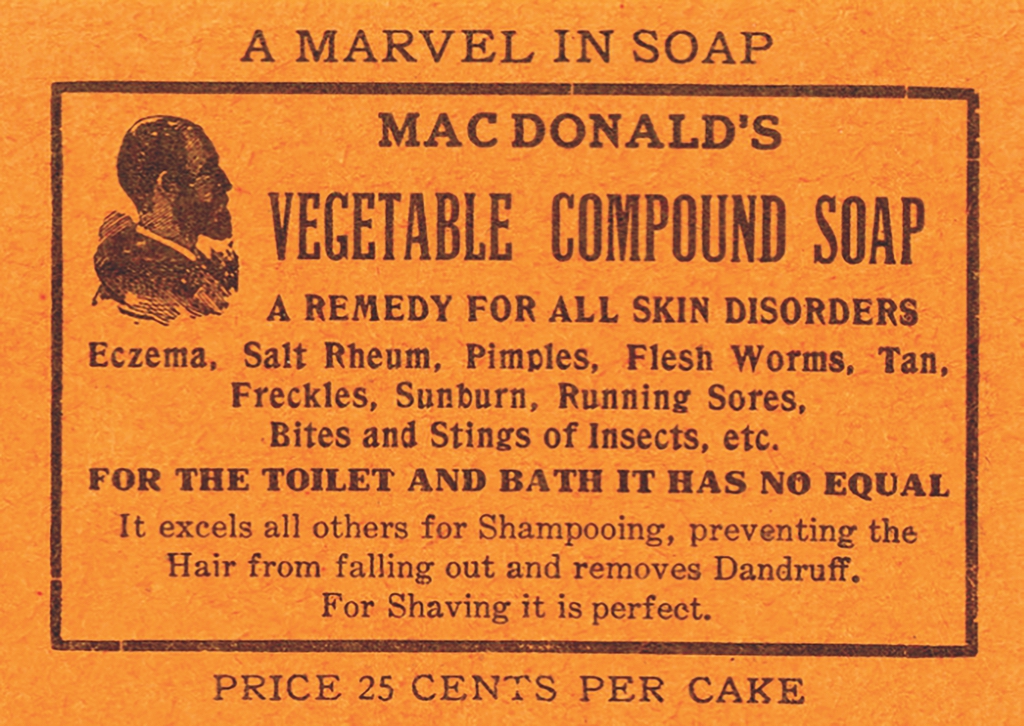 A MARVEL IN SOAP
MAC DONALD'S
VEGETABLE COMPOUND SOAP
A REMEDY FOR ALL SKIN DISORDERS
Eczema, Salt Rheum, Pimples, Flesh Worms, Tan,
Freckles, Sunburn, Running Sores,
Bites and Stings of Insects, etc.
FOR THE TOILET AND BATH IT HAS NO EQUAL
It excels all others for Shampooing, preventing the
Hair from falling out and removes Dandruff.
For Shaving it is perfect.
PRICE 25 CENTS PER CAKE